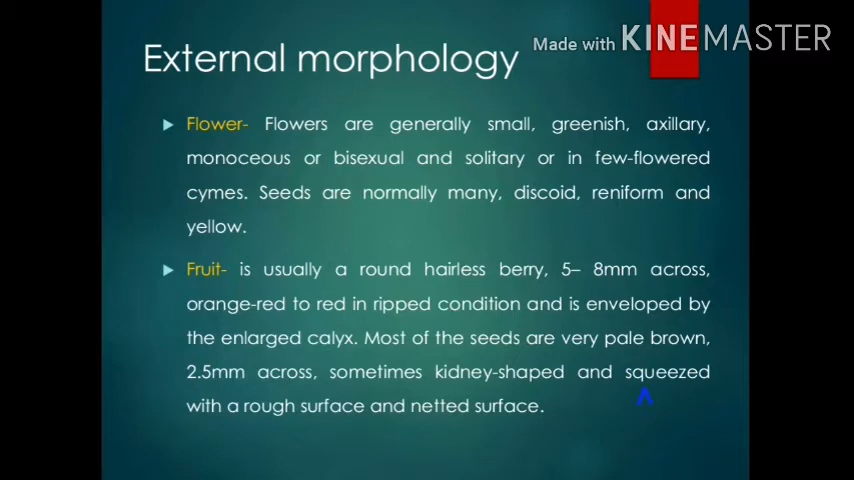 External morphology
Made with KINEMASTER
Flower- Flowers are generally small, greenish, axillary,
monoceous or bisexual and solitary or in few-flowered
cymes. Seeds are normally many, discoid, reniform and
yellow.
Fruit- is usually a round hairless berry, 5– 8mm across,
orange-red to red in ripped condition and is enveloped by
the enlarged calyx. Most of the seeds are very pale brown,
2.5mm across, sometimes kidney-shaped and squeezed
with a rough surface and netted surface.